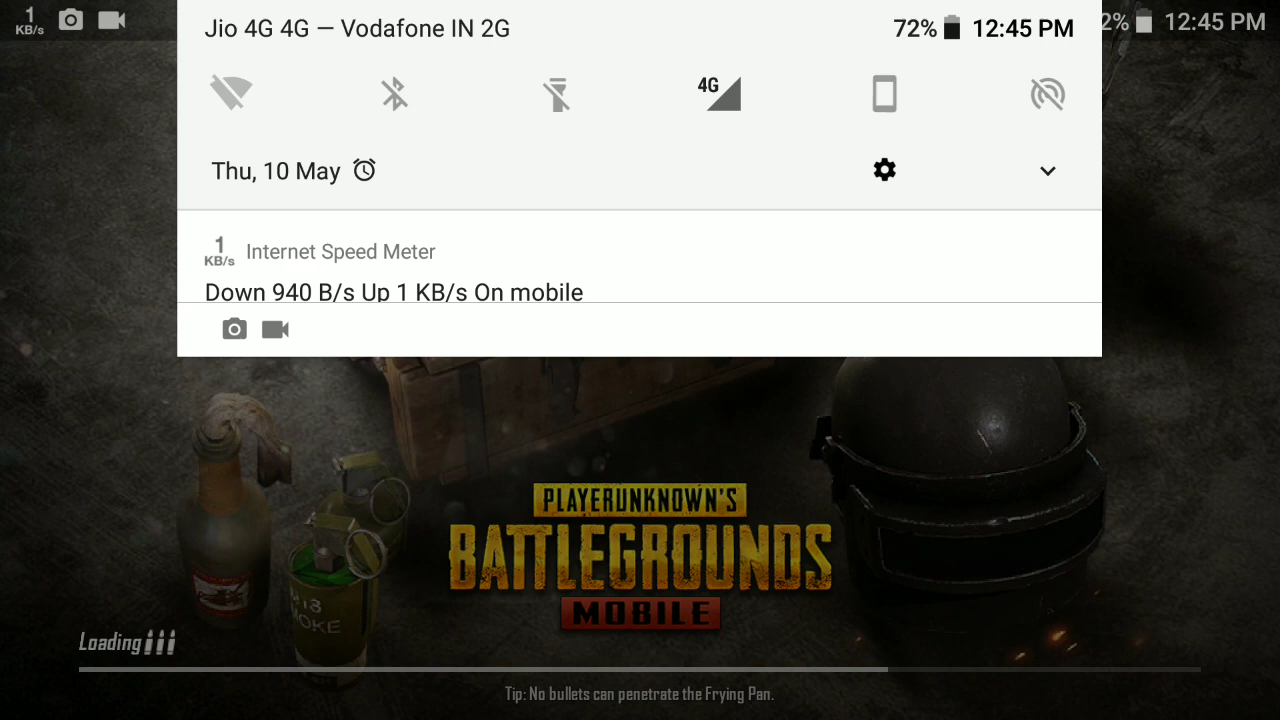 1
KB/s
2% 12:45 PM
Jio 4G 4G — Vodafone IN 2G
72% 12:45 PM
4G
Thu, 10 May
1
KB/s
Internet Speed Meter
Down 940 B/s Up 1 KB/s On mobile
PLAYERUNKNOWN'S
BATTLEGROUNDS
MOBILE
M18
SMOKE
Loading
Tip: No bullets can penetrate the Frying Pan.